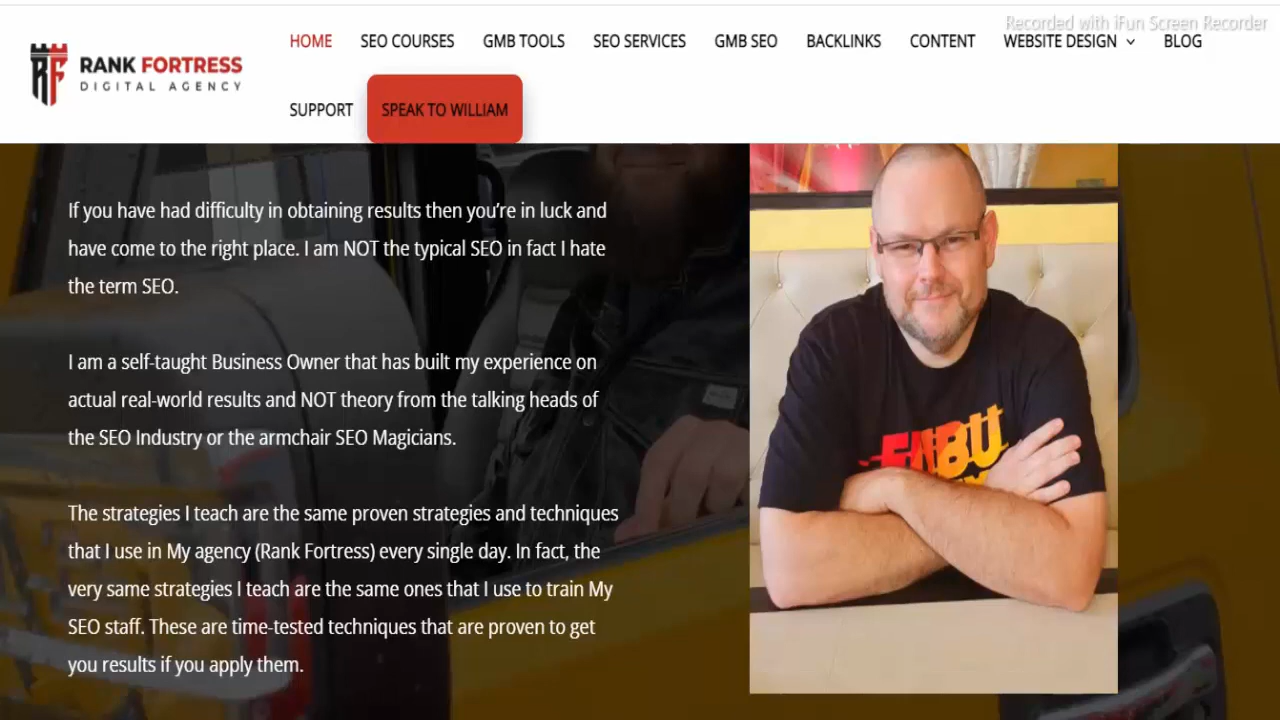 Recorded with iFun Screen Recorder
HOME SEO COURSES GMB TOOLS SEO SERVICES GMB SEO BACKLINKS CONTENT WEBSITE DESIGN BLOG
RANK FORTRESS
DIGITAL AGENCY
SUPPORT SPEAK TO WILLIAM
If you have had difficulty in obtaining results then you’re in luck and
have come to the right place. I am NOT the typical SEO in fact I hate
the term SEO.
I am a self-taught Business Owner that has built my experience on
actual real-world results and NOT theory from the talking heads of
the SEO Industry or the armchair SEO Magicians.
The strategies I teach are the same proven strategies and techniques
that I use in My agency (Rank Fortress) every single day. In fact, the
very same strategies I teach are the same ones that I use to train My
SEO staff. These are time-tested techniques that are proven to get
you results if you apply them.